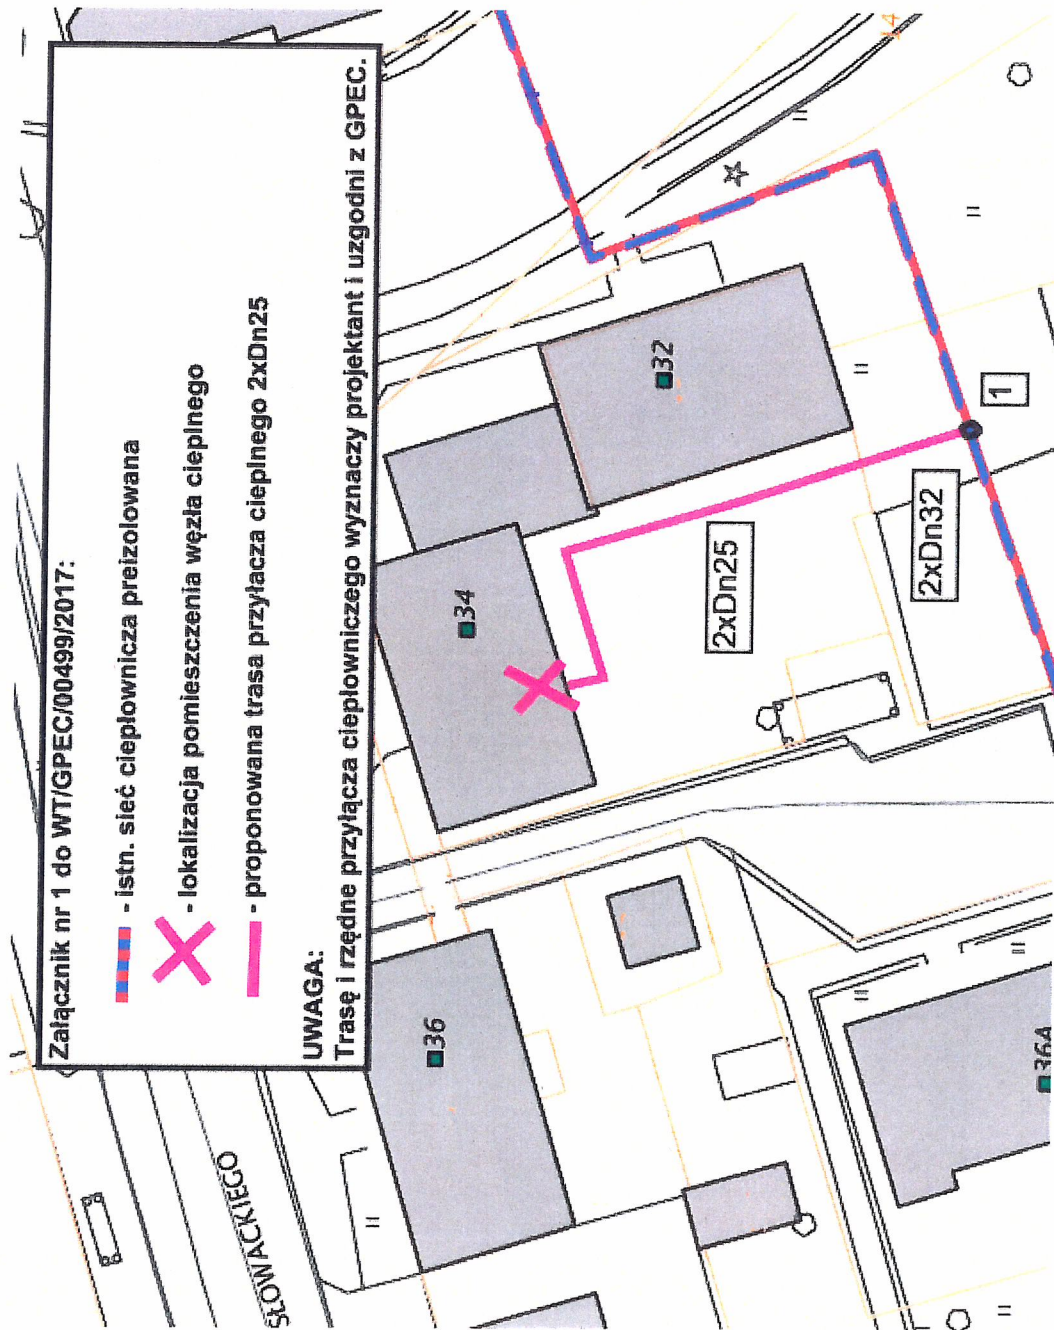 Załącznik nr 1 do WT/GPEC/00499/2017:
- istn. sieć ciepłownicza preizolowana
- lokalizacja pomieszczenia węzła cieplnego
- proponowana trasa przyłącza cieplnego 2xDn25
UWAGA:
Trasę i rzędne przyłącza ciepłowniczego wyznaczy projektant i uzgodni z GPEC.
SŁOWACKIEGO
36
34
32
36A
2xDn25
2xDn32
1
14